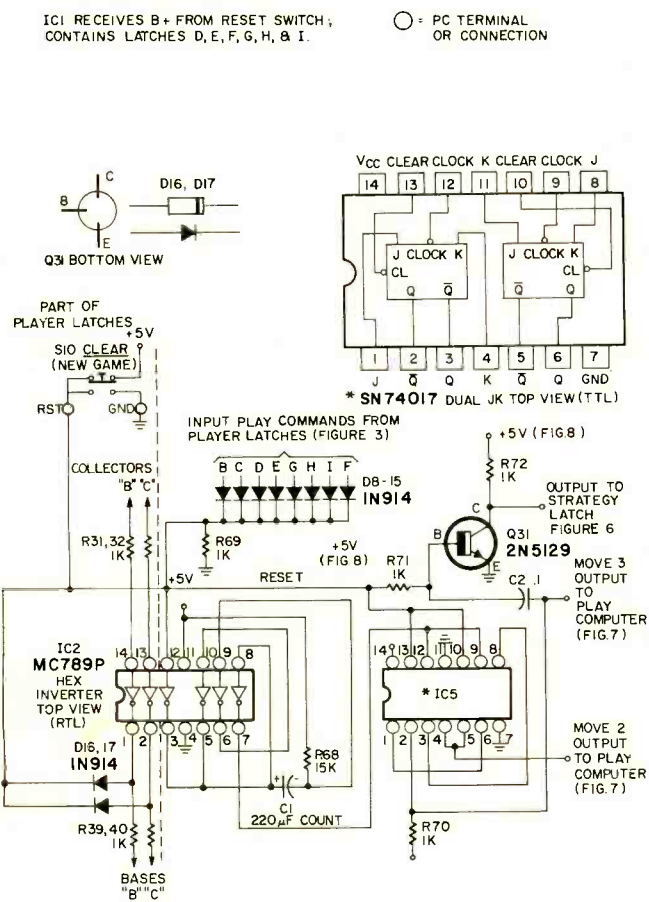 IC1 RECEIVES B+ FROM RESET SWITCH;
CONTAINS LATCHES D, E, F, G, H, & I.
= PC TERMINAL
OR CONNECTION
VCC CLEAR CLOCK K CLEAR CLOCK J
14 13 12 11 10 9 8
J CLOCK K
CL
Q Q̅
J CLOCK K
CL
Q̅ Q
1 2 3 4 5 6 7
J Q̅ Q K Q̅ Q GND
* SN74017 DUAL JK TOP VIEW (TTL)
C
B
E
Q31 BOTTOM VIEW
D16, D17
PART OF
PLAYER LATCHES
+5V
S10 CLEAR
(NEW GAME)
RST
GND
COLLECTORS
"B" "C"
R31,32
1K
INPUT PLAY COMMANDS FROM
PLAYER LATCHES (FIGURE 3)
B C D E G H I F
D8-15
1N914
R69
1K
+5V
RESET
+5V
(FIG 8)
R71
1K
+5V (FIG.8)
R72
1K
C
B
E
Q31
2N5129
OUTPUT TO
STRATEGY
LATCH
FIGURE 6
C2 .1
MOVE 3
OUTPUT
TO
PLAY
COMPUTER
(FIG.7)
IC2
MC789P
HEX
INVERTER
TOP VIEW
(RTL)
14 13 12 11 10 9 8
1 2 3 4 5 6 7
D16,17
1N914
R39,40
1K
BASES
"B" "C"
R68
15K
+ -
C1
220µF COUNT
14 13 12 11 10 9 8
* IC5
1 2 3 4 5 6 7
R70
1K
MOVE 2
OUTPUT
TO PLAY
COMPUTER
(FIG.7)